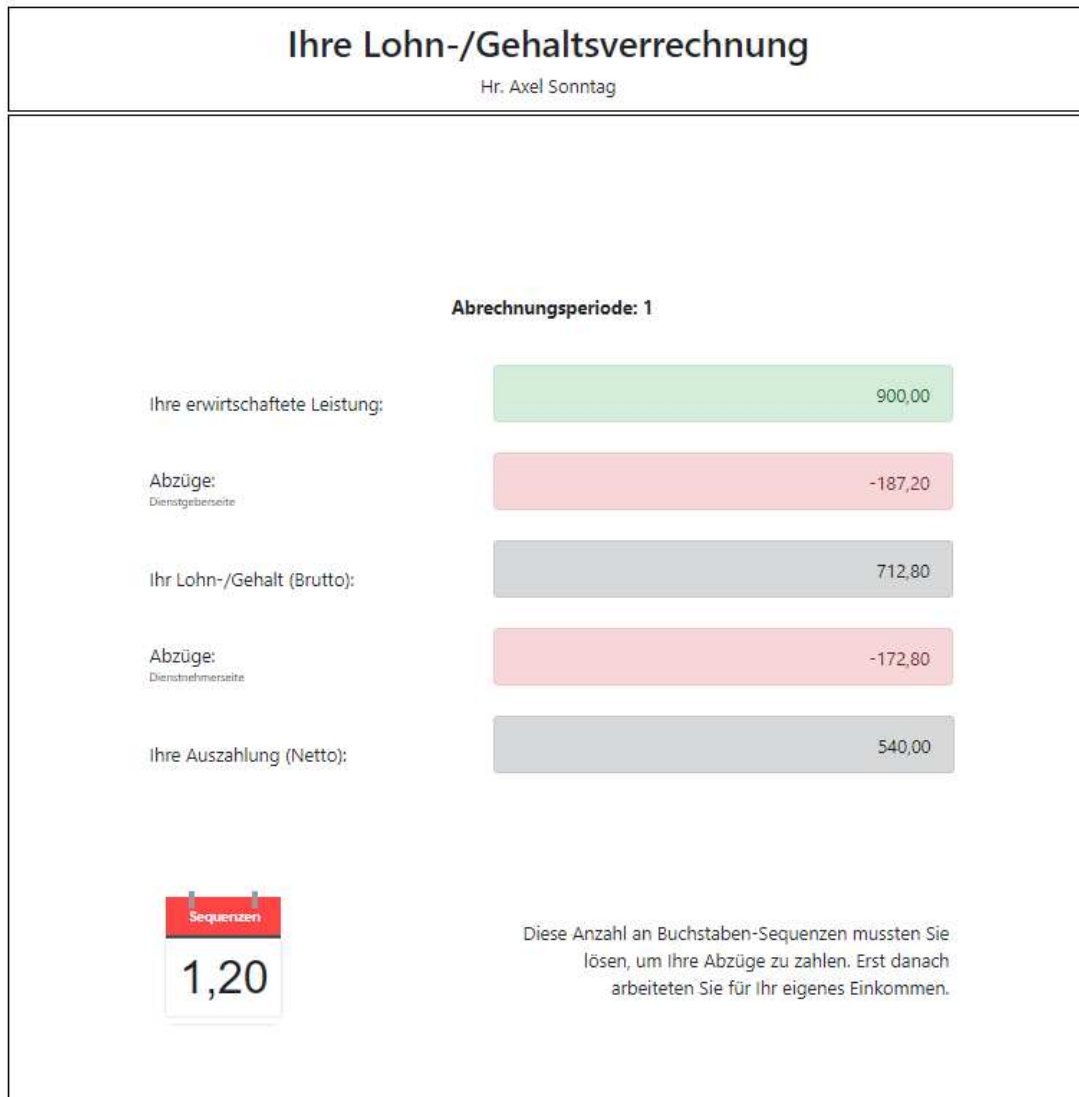 Ihre Lohn-/Gehaltsverrechnung
Hr. Axel Sonntag
Abrechnungsperiode: 1
Ihre erwirtschaftete Leistung:
900,00
Abzüge:
Dienstgeberseite
-187,20
Ihr Lohn-/Gehalt (Brutto):
712,80
Abzüge:
Dienstnehmerseite
-172,80
Ihre Auszahlung (Netto):
540,00
Sequenzen
1,20
Diese Anzahl an Buchstaben-Sequenzen mussten Sie
lösen, um Ihre Abzüge zu zahlen. Erst danach
arbeiteten Sie für Ihr eigenes Einkommen.